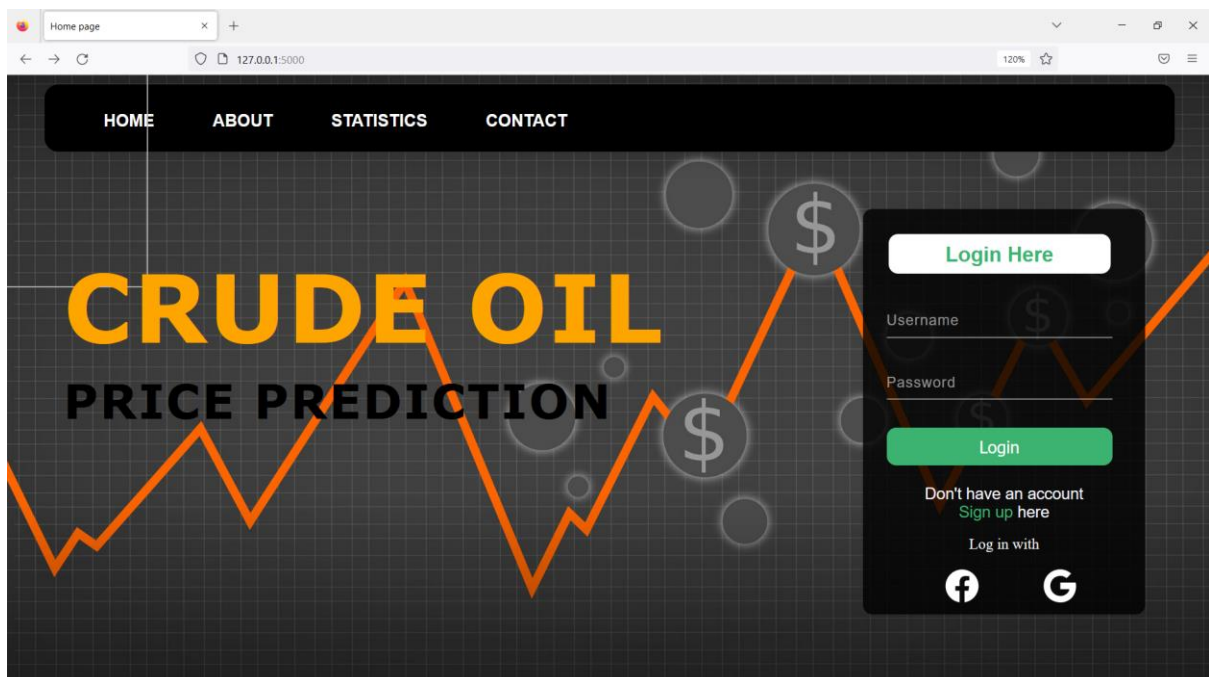 Home page
127.0.0.1:5000
120%
HOME ABOUT STATISTICS CONTACT
CRUDE OIL
PRICE PREDICTION
$
$
Login Here
Username
$
Password
$
Login
Don't have an account
Sign up here
Log in with